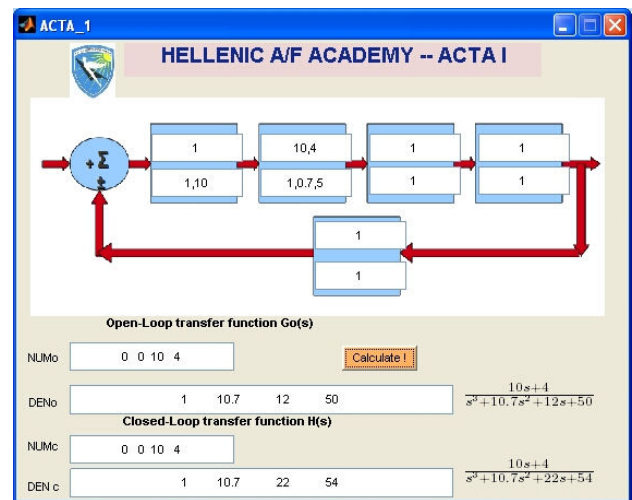 ACTA_1
HELLENIC A/F ACADEMY -- ACTA I
+ Σ
±
1 10,4 1 1
1,10 1,0.7,5 1 1
1
1
Open-Loop transfer function Go(s)
NUMo 0 0 10 4 Calculate !
DENo 1 10.7 12 50
10s+4
s³+10.7s²+12s+50
Closed-Loop transfer function H(s)
NUMc 0 0 10 4
DEN c 1 10.7 22 54
10s+4
s³+10.7s²+22s+54